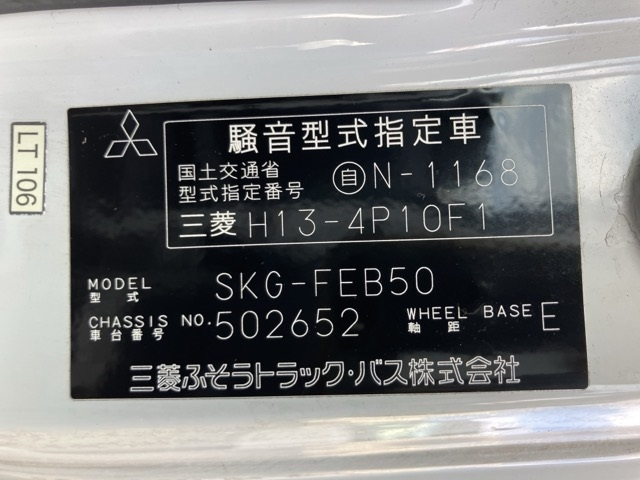 LT 106
騒音型式指定車
国土交通省
型式指定番号 自N-1168
三菱 H13-4P10F1
MODEL
型式 SKG-FEB50
CHASSIS NO.
車台番号 502652
WHEEL BASE
軸距 E
三菱ふそうトラック・バス株式会社